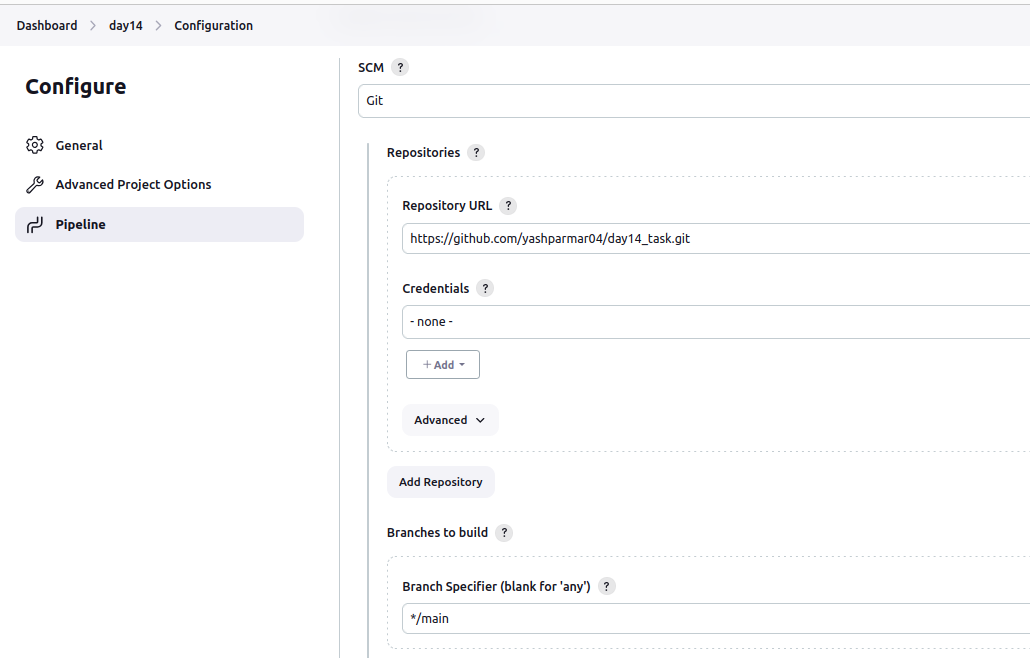 Dashboard > day14 > Configuration
Configure
General
Advanced Project Options
Pipeline
SCM ?
Git
Repositories ?
Repository URL ?
https://github.com/yashparmar04/day14_task.git
Credentials ?
- none -
+ Add
Advanced
Add Repository
Branches to build ?
Branch Specifier (blank for 'any') ?
*/main